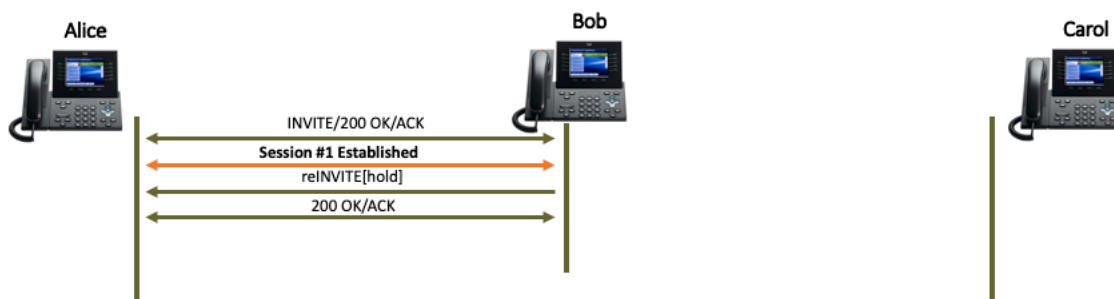 Alice
Bob
Carol
INVITE/200 OK/ACK
Session #1 Established
reINVITE[hold]
200 OK/ACK